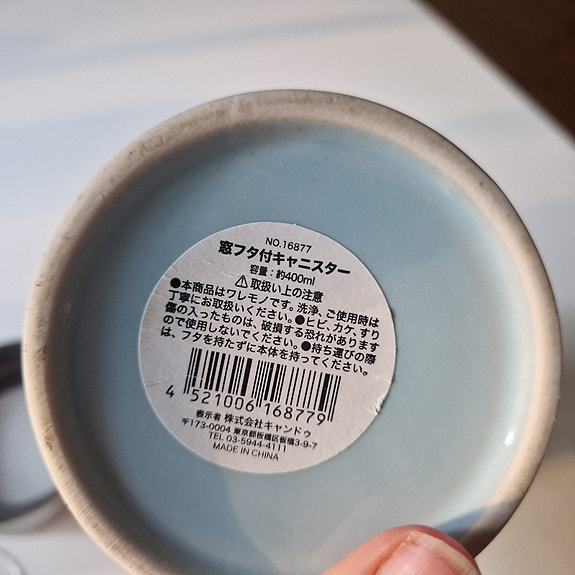 NO.16877
窓フタ付キャニスター
容量：約400ml
⚠取扱い上の注意
●本商品はワレモノです。洗浄、ご使用時は
丁寧にお取扱いください。●ヒビ、カケ、すり
傷の入ったものは、破損する恐れがあります
ので使用しないでください。●持ち運びの際
は、フタを持たずに本体を持ってください。
4 521006 168779
表示者 株式会社キャンドゥ
〒173-0004 東京都板橋区板橋3-9-7
TEL 03-5944-4111
MADE IN CHINA